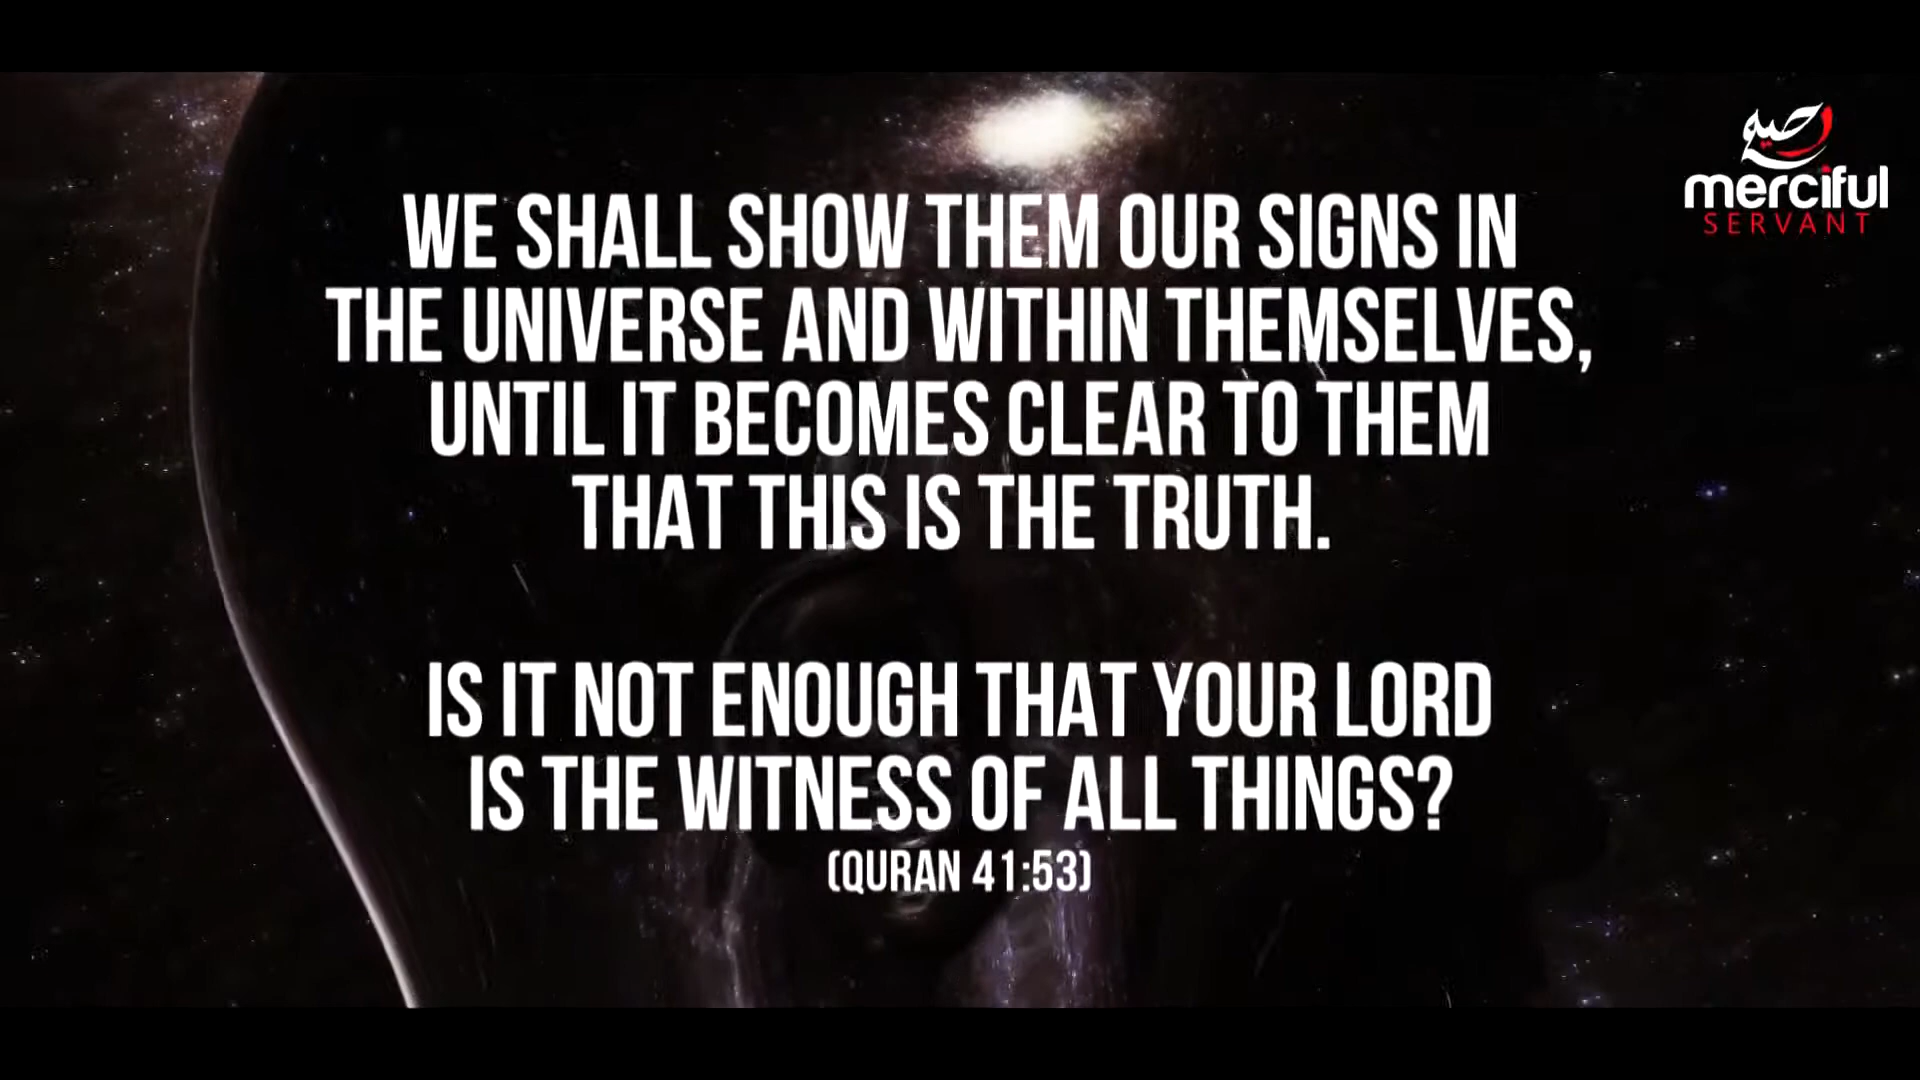 WE SHALL SHOW THEM OUR SIGNS IN
THE UNIVERSE AND WITHIN THEMSELVES,
UNTIL IT BECOMES CLEAR TO THEM
THAT THIS IS THE TRUTH.
IS IT NOT ENOUGH THAT YOUR LORD
IS THE WITNESS OF ALL THINGS?
(QURAN 41:53)
merciful
SERVANT